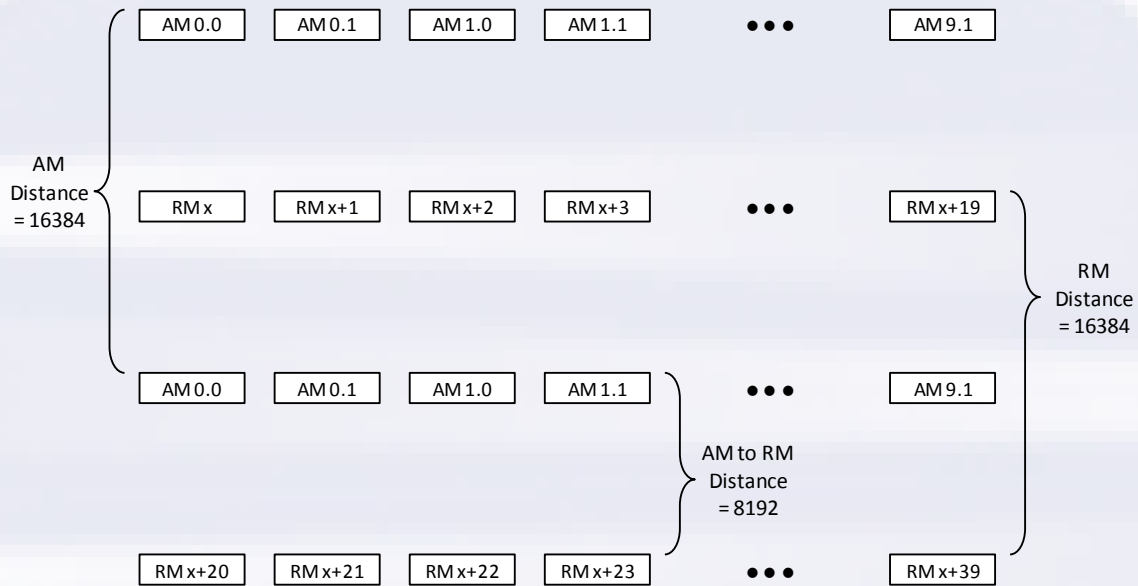 AM 0.0 AM 0.1 AM 1.0 AM 1.1 ●●● AM 9.1
AM
Distance
= 16384
RM x RM x+1 RM x+2 RM x+3 ●●● RM x+19
RM
Distance
= 16384
AM 0.0 AM 0.1 AM 1.0 AM 1.1 ●●● AM 9.1
AM to RM
Distance
= 8192
RM x+20 RM x+21 RM x+22 RM x+23 ●●● RM x+39